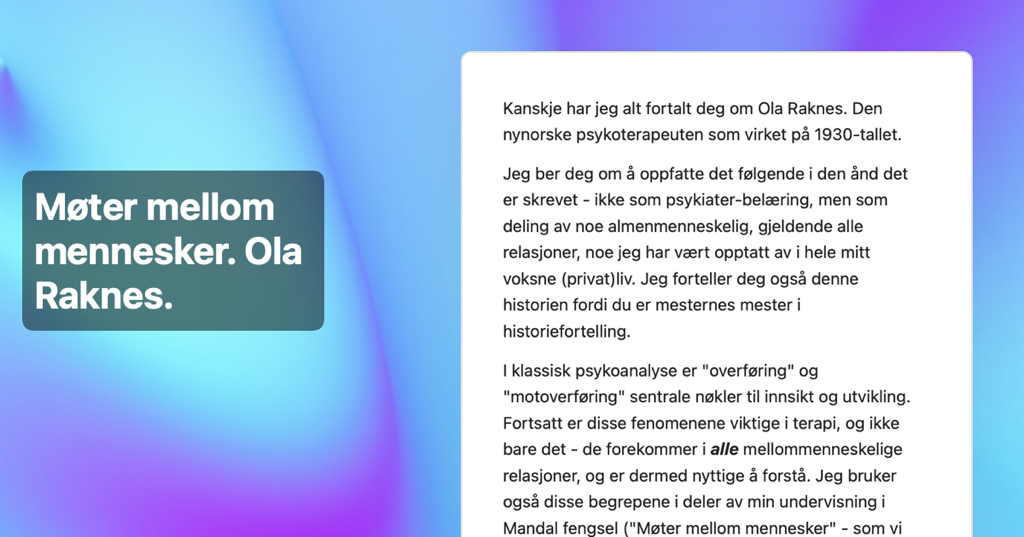 Møter mellom
mennesker. Ola
Raknes.
Kanskje har jeg alt fortalt deg om Ola Raknes. Den
nynorske psykoterapeuten som virket på 1930-tallet.
Jeg ber deg om å oppfatte det følgende i den ånd det
er skrevet - ikke som psykiater-belæring, men som
deling av noe almenmenneskelig, gjeldende alle
relasjoner, noe jeg har vært opptatt av i hele mitt
voksne (privat)liv. Jeg forteller deg også denne
historien fordi du er mesternes mester i
historiefortelling.
I klassisk psykoanalyse er "overføring" og
"motoverføring" sentrale nøkler til innsikt og utvikling.
Fortsatt er disse fenomenene viktige i terapi, og ikke
bare det - de forekommer i alle mellommenneskelige
relasjoner, og er dermed nyttige å forstå. Jeg bruker
også disse begrepene i deler av min undervisning i
Mandal fengsel ("Møter mellom mennesker" - som vi